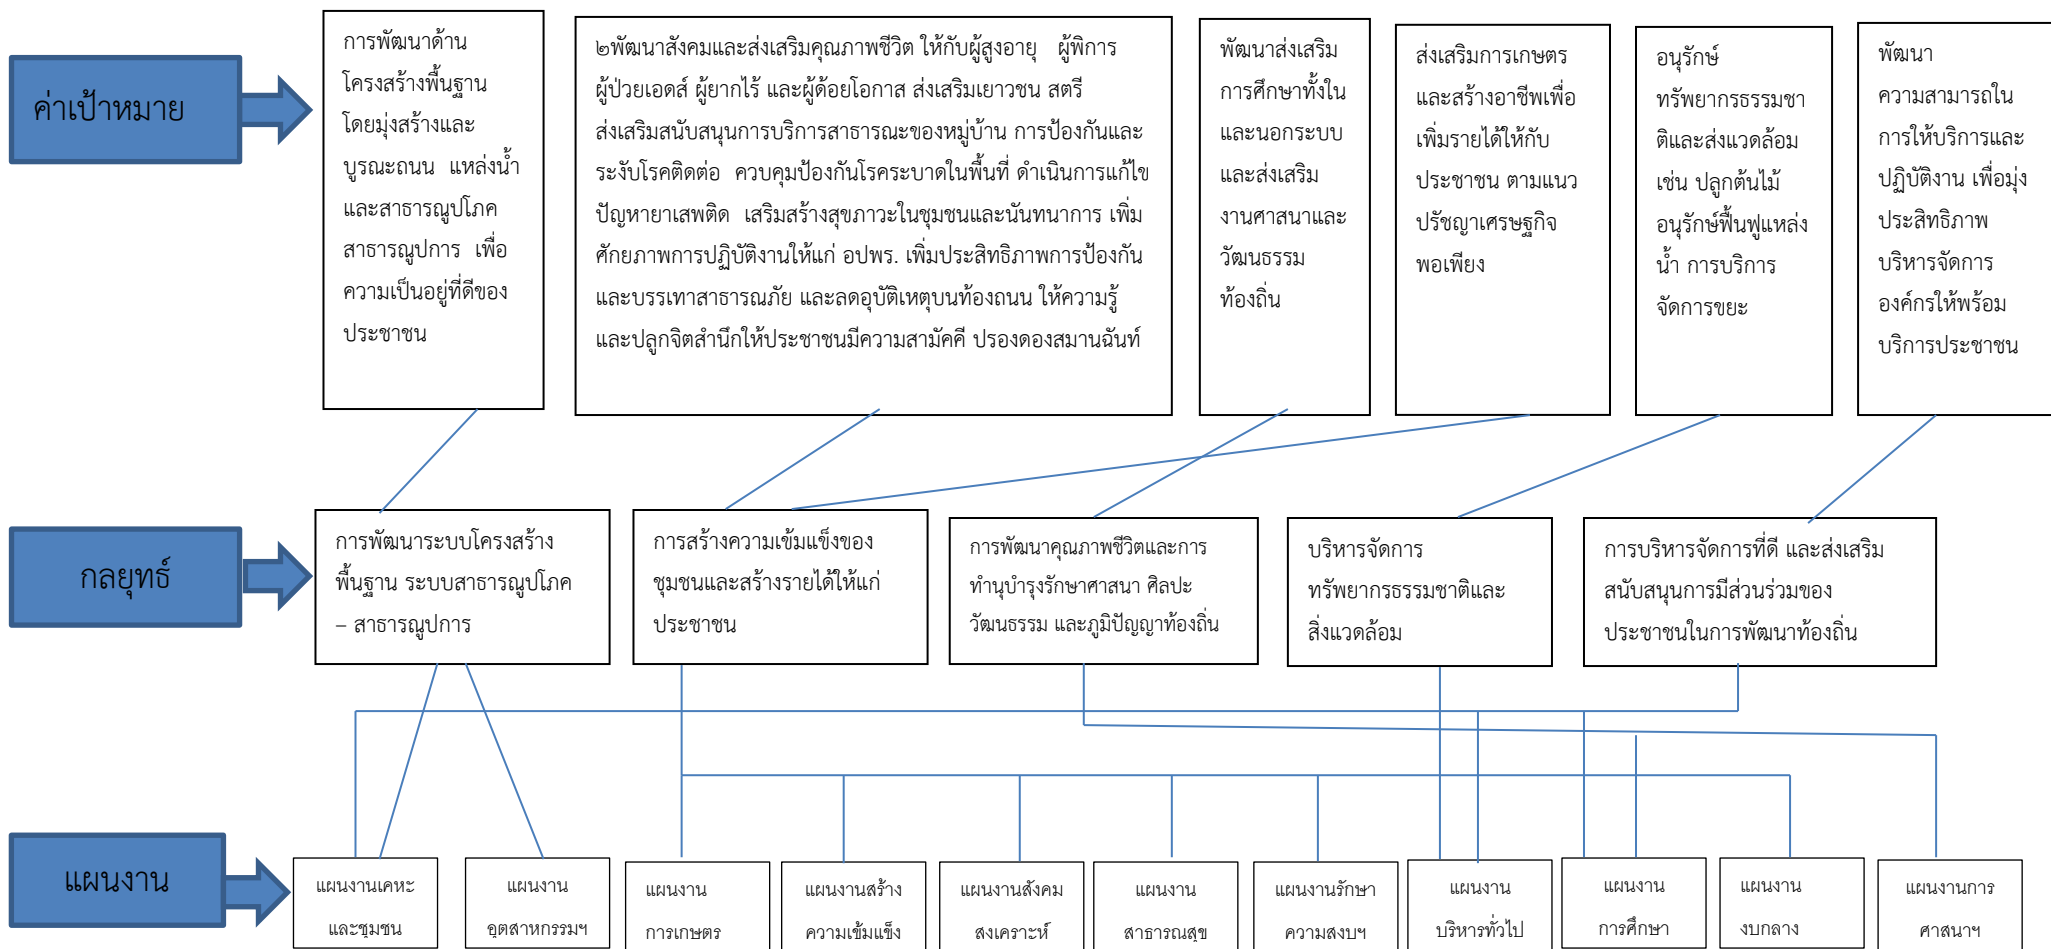 ค่าเป้าหมาย
การพัฒนาด้าน
โครงสร้างพื้นฐาน
โดยมุ่งสร้างและ
บูรณะถนน แหล่งน้ำ
และสาธารณูปโภค
สาธารณูปการ เพื่อ
ความเป็นอยู่ที่ดีของ
ประชาชน
๒พัฒนาสังคมและส่งเสริมคุณภาพชีวิต ให้กับผู้สูงอายุ ผู้พิการ
ผู้ป่วยเอดส์ ผู้ยากไร้ และผู้ด้อยโอกาส ส่งเสริมเยาวชน สตรี
ส่งเสริมสนับสนุนการบริการสาธารณะของหมู่บ้าน การป้องกันและ
ระงับโรคติดต่อ ควบคุมป้องกันโรคระบาดในพื้นที่ ดำเนินการแก้ไข
ปัญหายาเสพติด เสริมสร้างสุขภาวะในชุมชนและนันทนาการ เพิ่ม
ศักยภาพการปฏิบัติงานให้แก่ อปพร. เพิ่มประสิทธิภาพการป้องกัน
และบรรเทาสาธารณภัย และลดอุบัติเหตุบนท้องถนน ให้ความรู้
และปลูกจิตสำนึกให้ประชาชนมีความสามัคคี ปรองดองสมานฉันท์
พัฒนาส่งเสริม
การศึกษาทั้งใน
และนอกระบบ
และส่งเสริม
งานศาสนาและ
วัฒนธรรม
ท้องถิ่น
ส่งเสริมการเกษตร
และสร้างอาชีพเพื่อ
เพิ่มรายได้ให้กับ
ประชาชน ตามแนว
ปรัชญาเศรษฐกิจ
พอเพียง
อนุรักษ์
ทรัพยากรธรรมชา
ติและส่งแวดล้อม
เช่น ปลูกต้นไม้
อนุรักษ์ฟื้นฟูแหล่ง
น้ำ การบริการ
จัดการขยะ
พัฒนา
ความสามารถใน
การให้บริการและ
ปฏิบัติงาน เพื่อมุ่ง
ประสิทธิภาพ
บริหารจัดการ
องค์กรให้พร้อม
บริการประชาชน
กลยุทธ์
การพัฒนาระบบโครงสร้าง
พื้นฐาน ระบบสาธารณูปโภค
– สาธารณูปการ
การสร้างความเข้มแข็งของ
ชุมชนและสร้างรายได้ให้แก่
ประชาชน
การพัฒนาคุณภาพชีวิตและการ
ทำนุบำรุงรักษาศาสนา ศิลปะ
วัฒนธรรม และภูมิปัญญาท้องถิ่น
บริหารจัดการ
ทรัพยากรธรรมชาติและ
สิ่งแวดล้อม
การบริหารจัดการที่ดี และส่งเสริม
สนับสนุนการมีส่วนร่วมของ
ประชาชนในการพัฒนาท้องถิ่น
แผนงาน
แผนงานเคหะ
และชุมชน
แผนงาน
อุตสาหกรรมฯ
แผนงาน
การเกษตร
แผนงานสร้าง
ความเข้มแข็ง
แผนงานสังคม
สงเคราะห์
แผนงาน
สาธารณสุข
แผนงานรักษา
ความสงบฯ
แผนงาน
บริหารทั่วไป
แผนงาน
การศึกษา
แผนงาน
งบกลาง
แผนงานการ
ศาสนาฯ